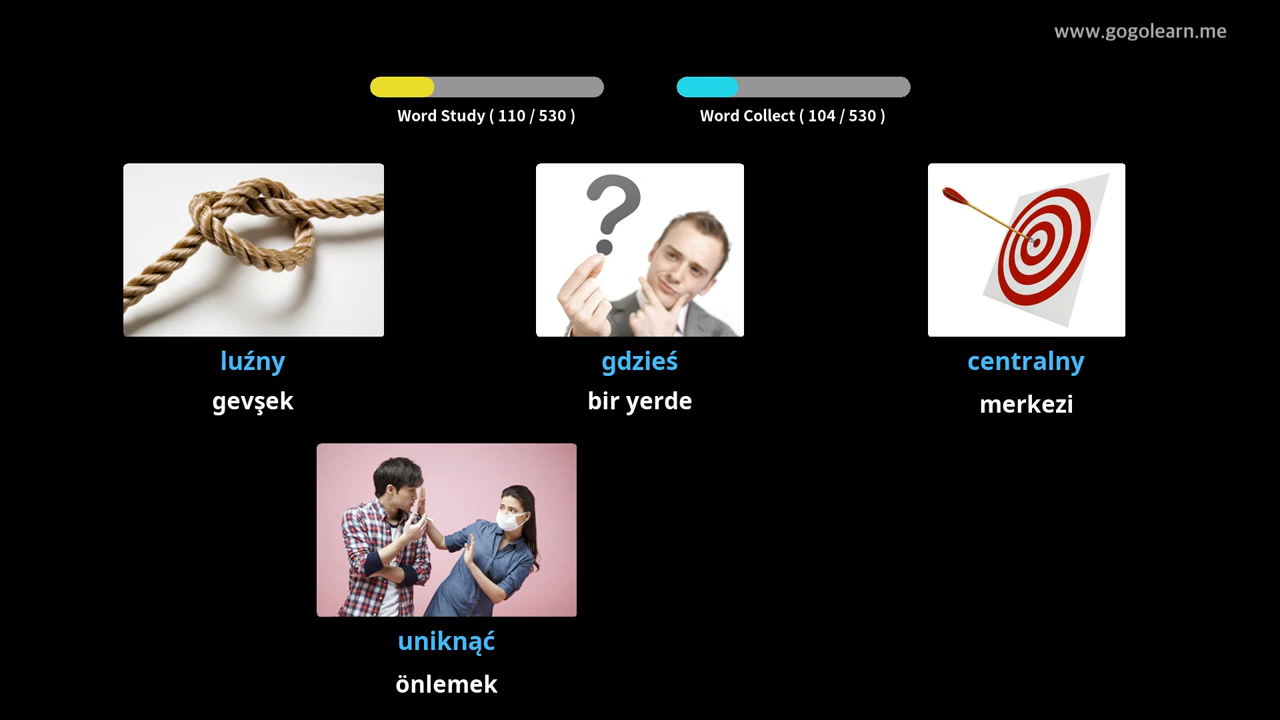 www.gogolearn.me
Word Study ( 110 / 530 )
Word Collect ( 104 / 530 )
luźny
gdzieś
centralny
gevşek
bir yerde
merkezi
uniknąć
önlemek